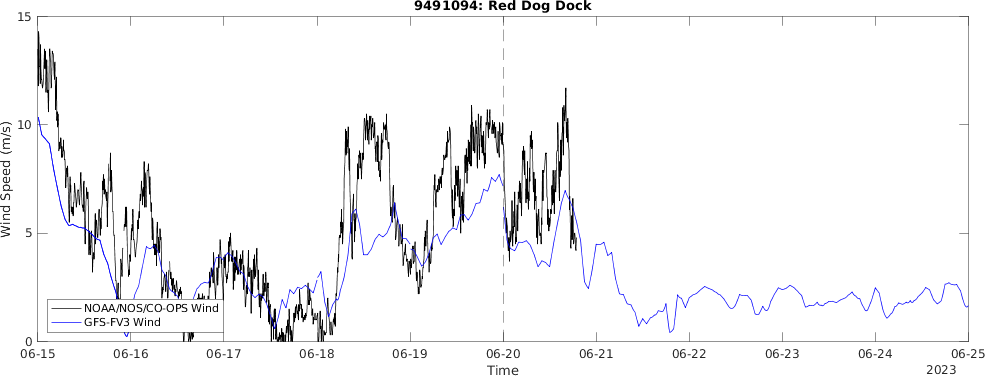 9491094: Red Dog Dock
15
10
5
0
Wind Speed (m/s)
NOAA/NOS/CO-OPS Wind
GFS-FV3 Wind
06-15 06-16 06-17 06-18 06-19 06-20 06-21 06-22 06-23 06-24 06-25
Time
2023